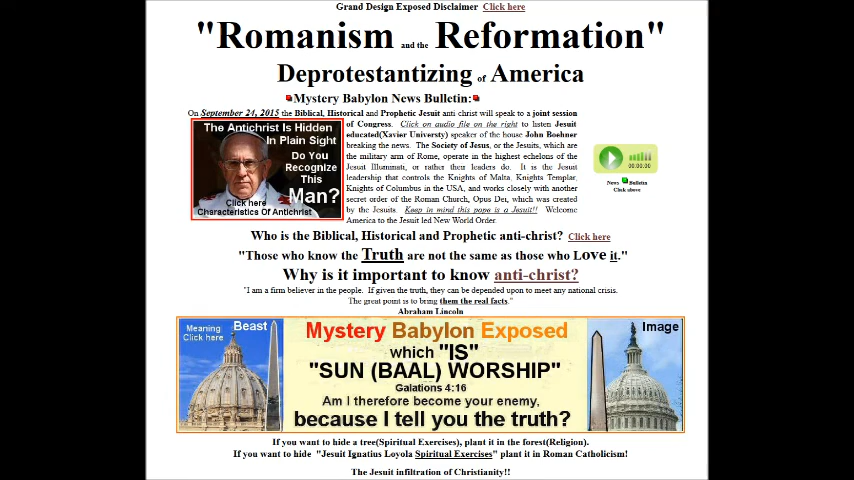 Grand Design Exposed Disclaimer Click here
"Romanism and the Reformation"
Deprotestantizing of America
Mystery Babylon News Bulletin:
On September 24, 2015 the Biblical, Historical and Prophetic Jesuit anti christ will speak to a joint session
of Congress. Click on audio file on the right to listen Jesuit
educated(Xavier Universty) speaker of the house John Boehner
breaking the news. The Society of Jesus, or the Jesuits, which are
the military arm of Rome, operate in the highest echelons of the
Jesuit Illuminati, or rather their leaders do. It is the Jesuit
leadership that controls the Knights of Malta, Knights Templar,
Knights of Columbus in the USA, and works closely with another
secret order of the Roman Church, Opus Dei, which was created
by the Jesuits. Keep in mind this pope is a Jesuit!! Welcome
America to the Jesuit led New World Order.
The Antichrist Is Hidden
In Plain Sight
Do You
Recognize
This
Man?
Click here
Characteristics Of Antichrist
00:00:00
News Bulletin
Click above
Who is the Biblical, Historical and Prophetic anti-christ? Click here
"Those who know the Truth are not the same as those who Love it."
Why is it important to know anti-christ?
"I am a firm believer in the people. If given the truth, they can be depended upon to meet any national crisis.
The great point is to bring them the real facts."
Abraham Lincoln
Meaning
Click here
Beast
Mystery Babylon Exposed
which "IS"
"SUN (BAAL) WORSHIP"
Galations 4:16
Am I therefore become your enemy,
because I tell you the truth?
Image
If you want to hide a tree(Spiritual Exercises), plant it in the forest(Religion).
If you want to hide "Jesuit Ignatius Loyola Spiritual Exercises" plant it in Roman Catholicism!
The Jesuit infiltration of Christianity!!